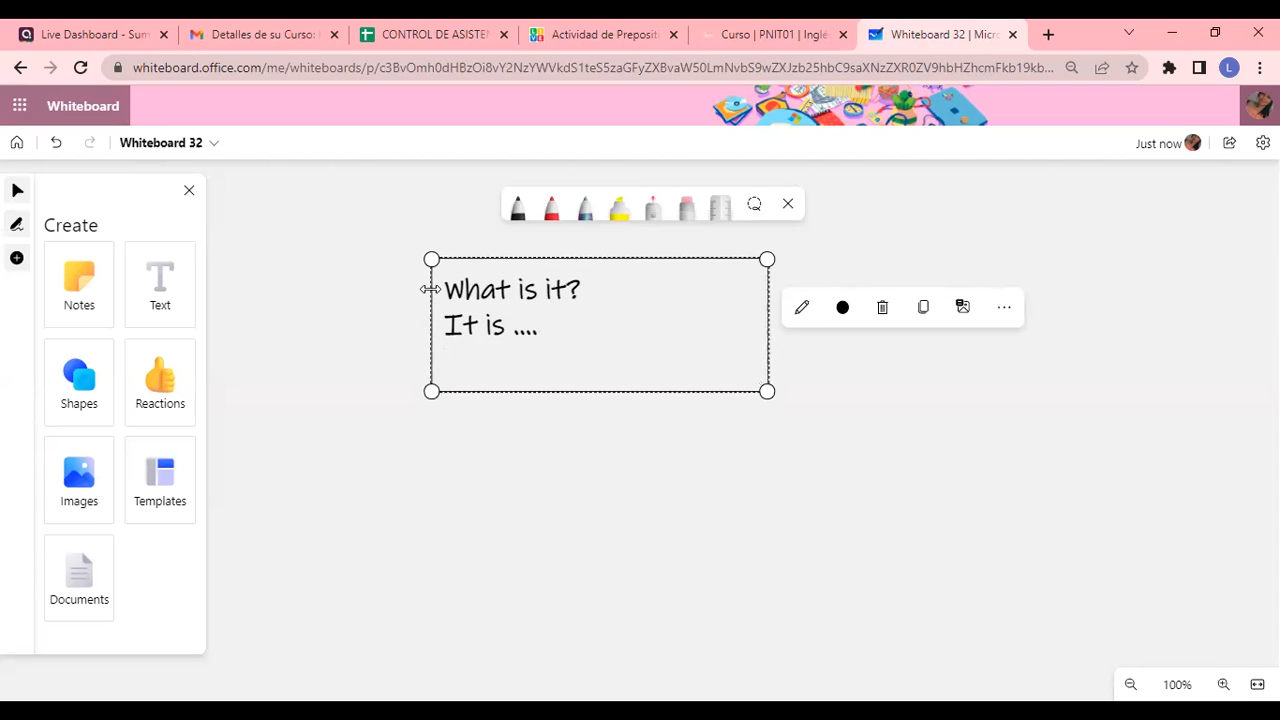 Live Dashboard - Sum
Detalles de su Curso: I
CONTROL DE ASISTE
Actividad de Preposit
Curso | PNIT01 | Inglé
Whiteboard 32 | Micro
whiteboard.office.com/me/whiteboards/p/
L
Whiteboard
Whiteboard 32
Just now
Create
Notes
Text
Shapes
Reactions
Images
Templates
Documents
What is it?
It is ....
100%